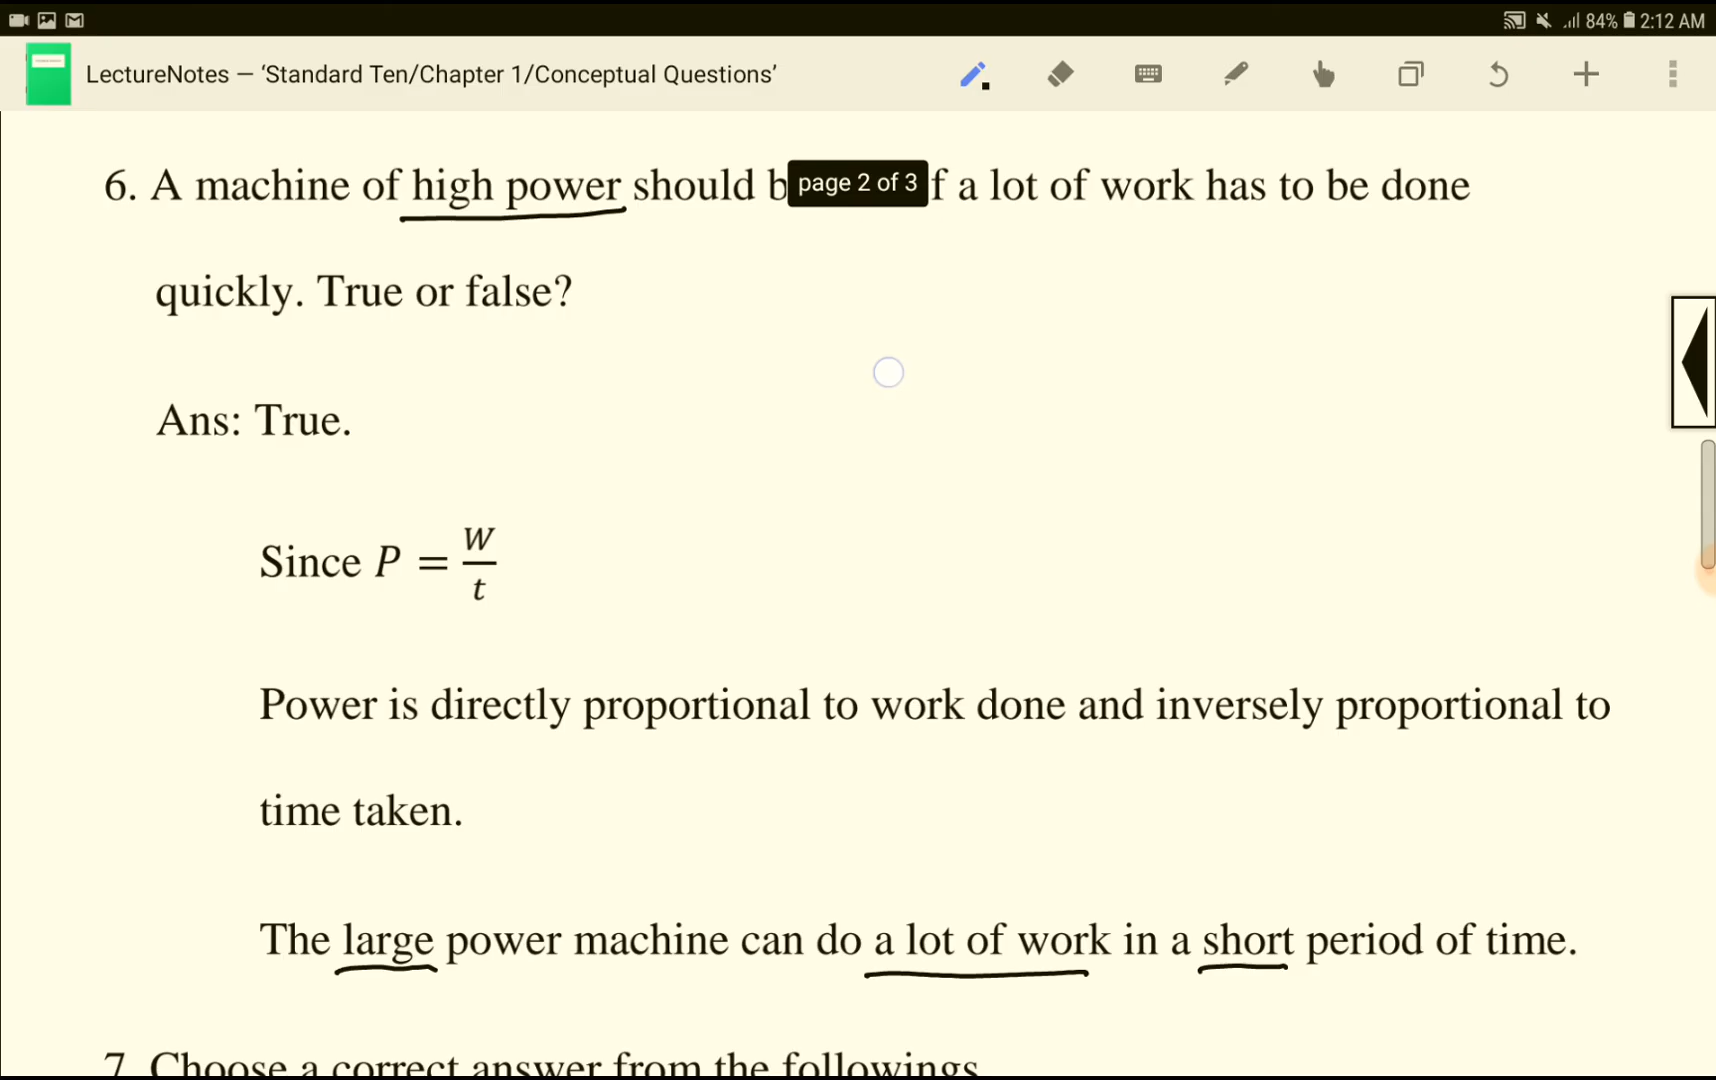 84% 2:12 AM
LectureNotes – ‘Standard Ten/Chapter 1/Conceptual Questions’
page 2 of 3
6. A machine of high power should b f a lot of work has to be done
quickly. True or false?
Ans: True.
Since P = W/t
Power is directly proportional to work done and inversely proportional to
time taken.
The large power machine can do a lot of work in a short period of time.
7. Choose a correct answer from the followings